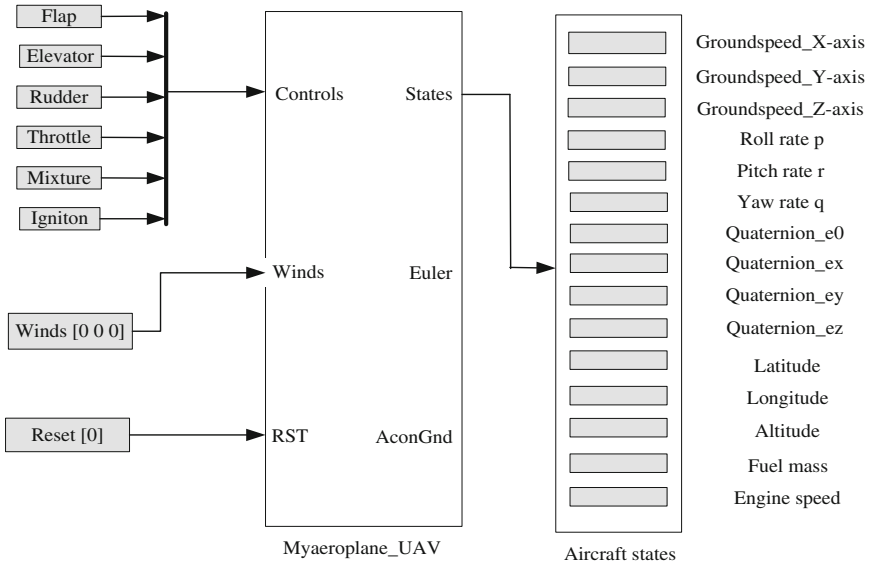 Flap
Elevator
Rudder
Throttle
Mixture
Igniton
Winds [0 0 0]
Reset [0]
Controls
Winds
RST
States
Euler
AconGnd
Myaeroplane_UAV
Groundspeed_X-axis
Groundspeed_Y-axis
Groundspeed_Z-axis
Roll rate p
Pitch rate r
Yaw rate q
Quaternion_e0
Quaternion_ex
Quaternion_ey
Quaternion_ez
Latitude
Longitude
Altitude
Fuel mass
Engine speed
Aircraft states